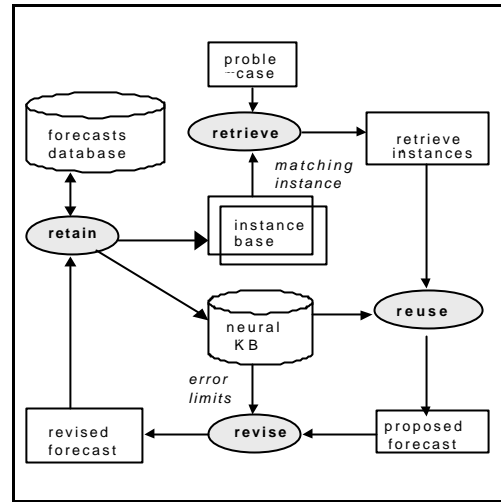 proble
case
retrieve
forecasts
database
retrieve
instances
matching
instance
retain
instance
base
neural
KB
reuse
error
limits
revised
forecast
revise
proposed
forecast